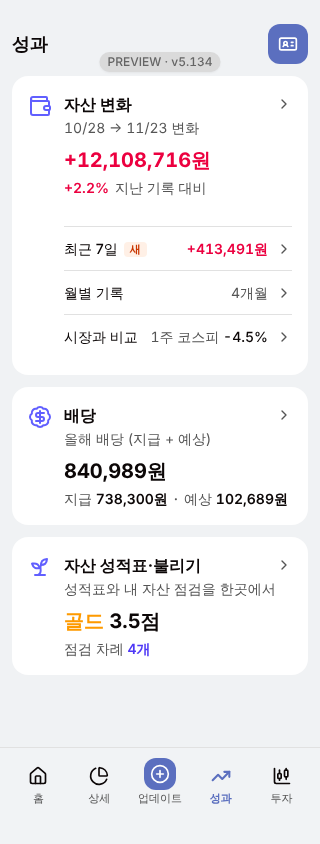 성과
PREVIEW · v5.134
자산 변화
10/28 → 11/23 변화
+12,108,716원
+2.2% 지난 기록 대비
최근 7일 새 +413,491원
월별 기록 4개월
시장과 비교 1주 코스피 -4.5%
배당
올해 배당 (지급 + 예상)
840,989원
지급 738,300원 · 예상 102,689원
자산 성적표·불리기
성적표와 내 자산 점검을 한곳에서
골드 3.5점
점검 차례 4개
홈 상세 업데이트 성과 투자